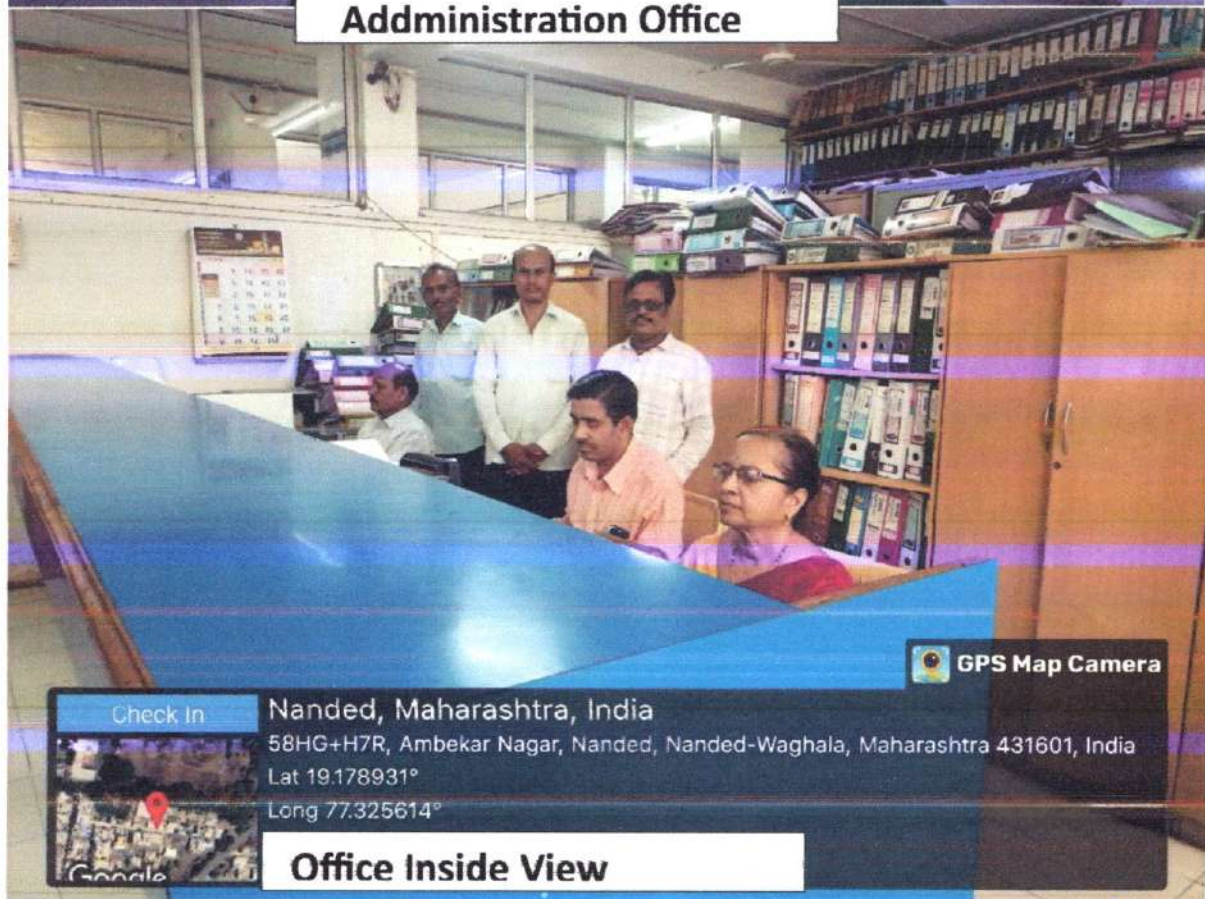 Addministration Office
GPS Map Camera
Check In
Nanded, Maharashtra, India
58HG+H7R, Ambekar Nagar, Nanded, Nanded-Waghala, Maharashtra 431601, India
Lat 19.178931°
Long 77.325614°
Google
Office Inside View